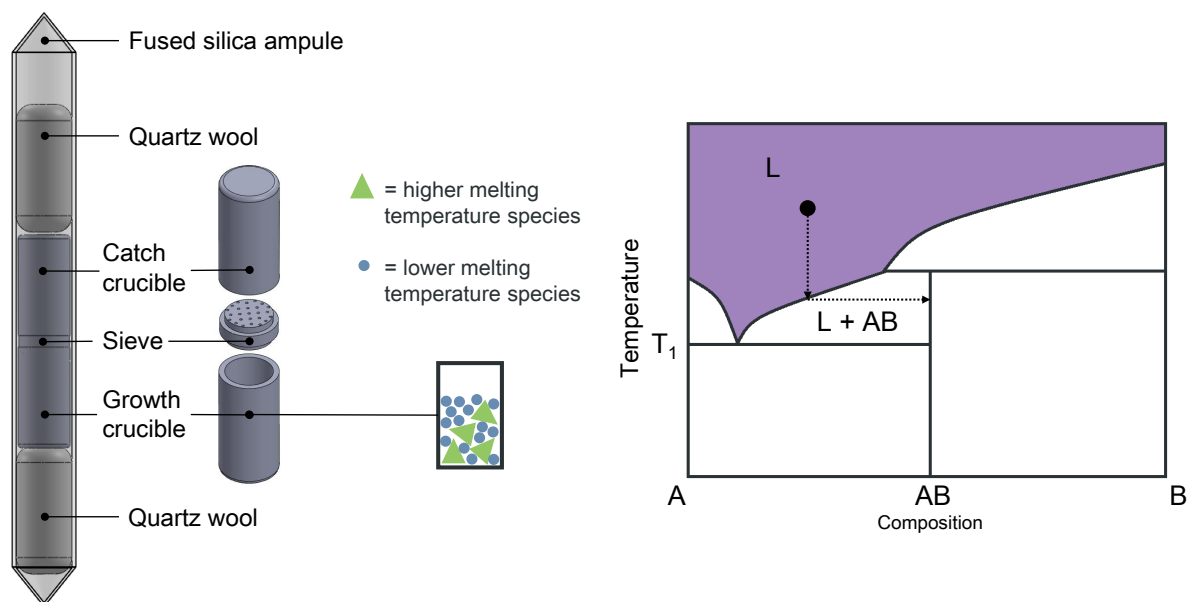 Fused silica ampule
Quartz wool
Catch
crucible
Sieve
Growth
crucible
Quartz wool
= higher melting
temperature species
= lower melting
temperature species
L
L + AB
Temperature
T₁
A
AB
B
Composition